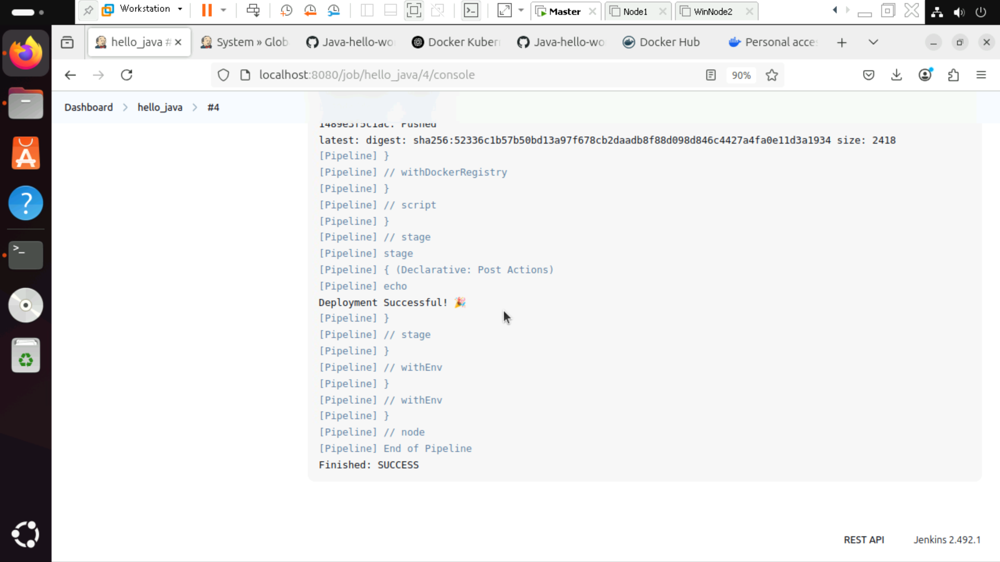 Workstation
Master
Node1
WinNode2
hello_java #
System » Glob
Java-hello-wo
Docker Kuber
Java-hello-wo
Docker Hub
Personal acce
localhost:8080/job/hello_java/4/console
90%
Dashboard
hello_java
#4
1489e3f5c1ac: Pushed
latest: digest: sha256:52336c1b57b50bd13a97f678cb2daadb8f88d098d846c4427a4fa0e11d3a1934 size: 2418
[Pipeline] }
[Pipeline] // withDockerRegistry
[Pipeline] }
[Pipeline] // script
[Pipeline] }
[Pipeline] // stage
[Pipeline] stage
[Pipeline] { (Declarative: Post Actions)
[Pipeline] echo
Deployment Successful! 🎉
[Pipeline] }
[Pipeline] // stage
[Pipeline] }
[Pipeline] // withEnv
[Pipeline] }
[Pipeline] // withEnv
[Pipeline] }
[Pipeline] // node
[Pipeline] End of Pipeline
Finished: SUCCESS
REST API
Jenkins 2.492.1